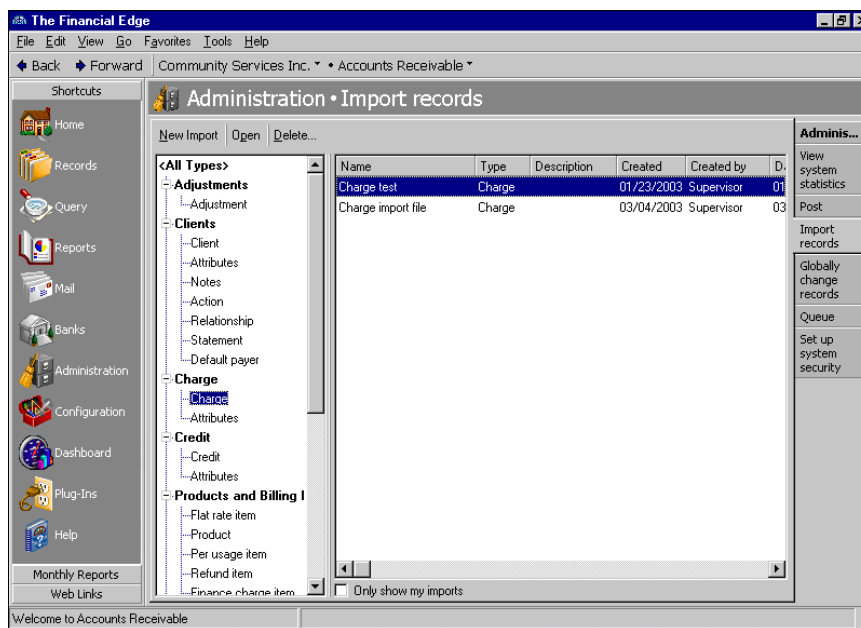 The Financial Edge
File Edit View Go Favorites Tools Help
Back Forward Community Services Inc. • Accounts Receivable
Shortcuts
Home
Records
Query
Reports
Mail
Banks
Administration
Configuration
Dashboard
Plug-Ins
Help
Monthly Reports
Web Links
Administration • Import records
New Import Open Delete...
<All Types>
Adjustments
Adjustment
Clients
Client
Attributes
Notes
Action
Relationship
Statement
Default payer
Charge
Charge
Attributes
Credit
Credit
Attributes
Products and Billing I
Flat rate item
Product
Per usage item
Refund item
Finance charge item
Name Type Description Created Created by D
Charge test Charge 01/23/2003 Supervisor 01
Charge import file Charge 03/04/2003 Supervisor 03
Only show my imports
Adminis...
View
system
statistics
Post
Import
records
Globally
change
records
Queue
Set up
system
security
Welcome to Accounts Receivable